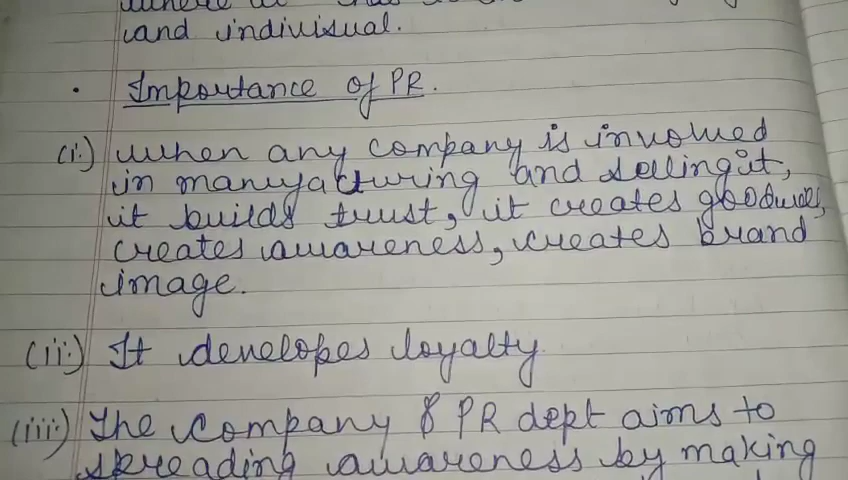 and indivisual.
• Importance of PR.
(i.) when any company is involved
in manufacturing and selling it,
it builds trust, it creates goodwill,
creates awareness, creates brand
image.
(ii.) It developes loyalty
(iii.) The company & PR dept aims to
spreading awareness by making